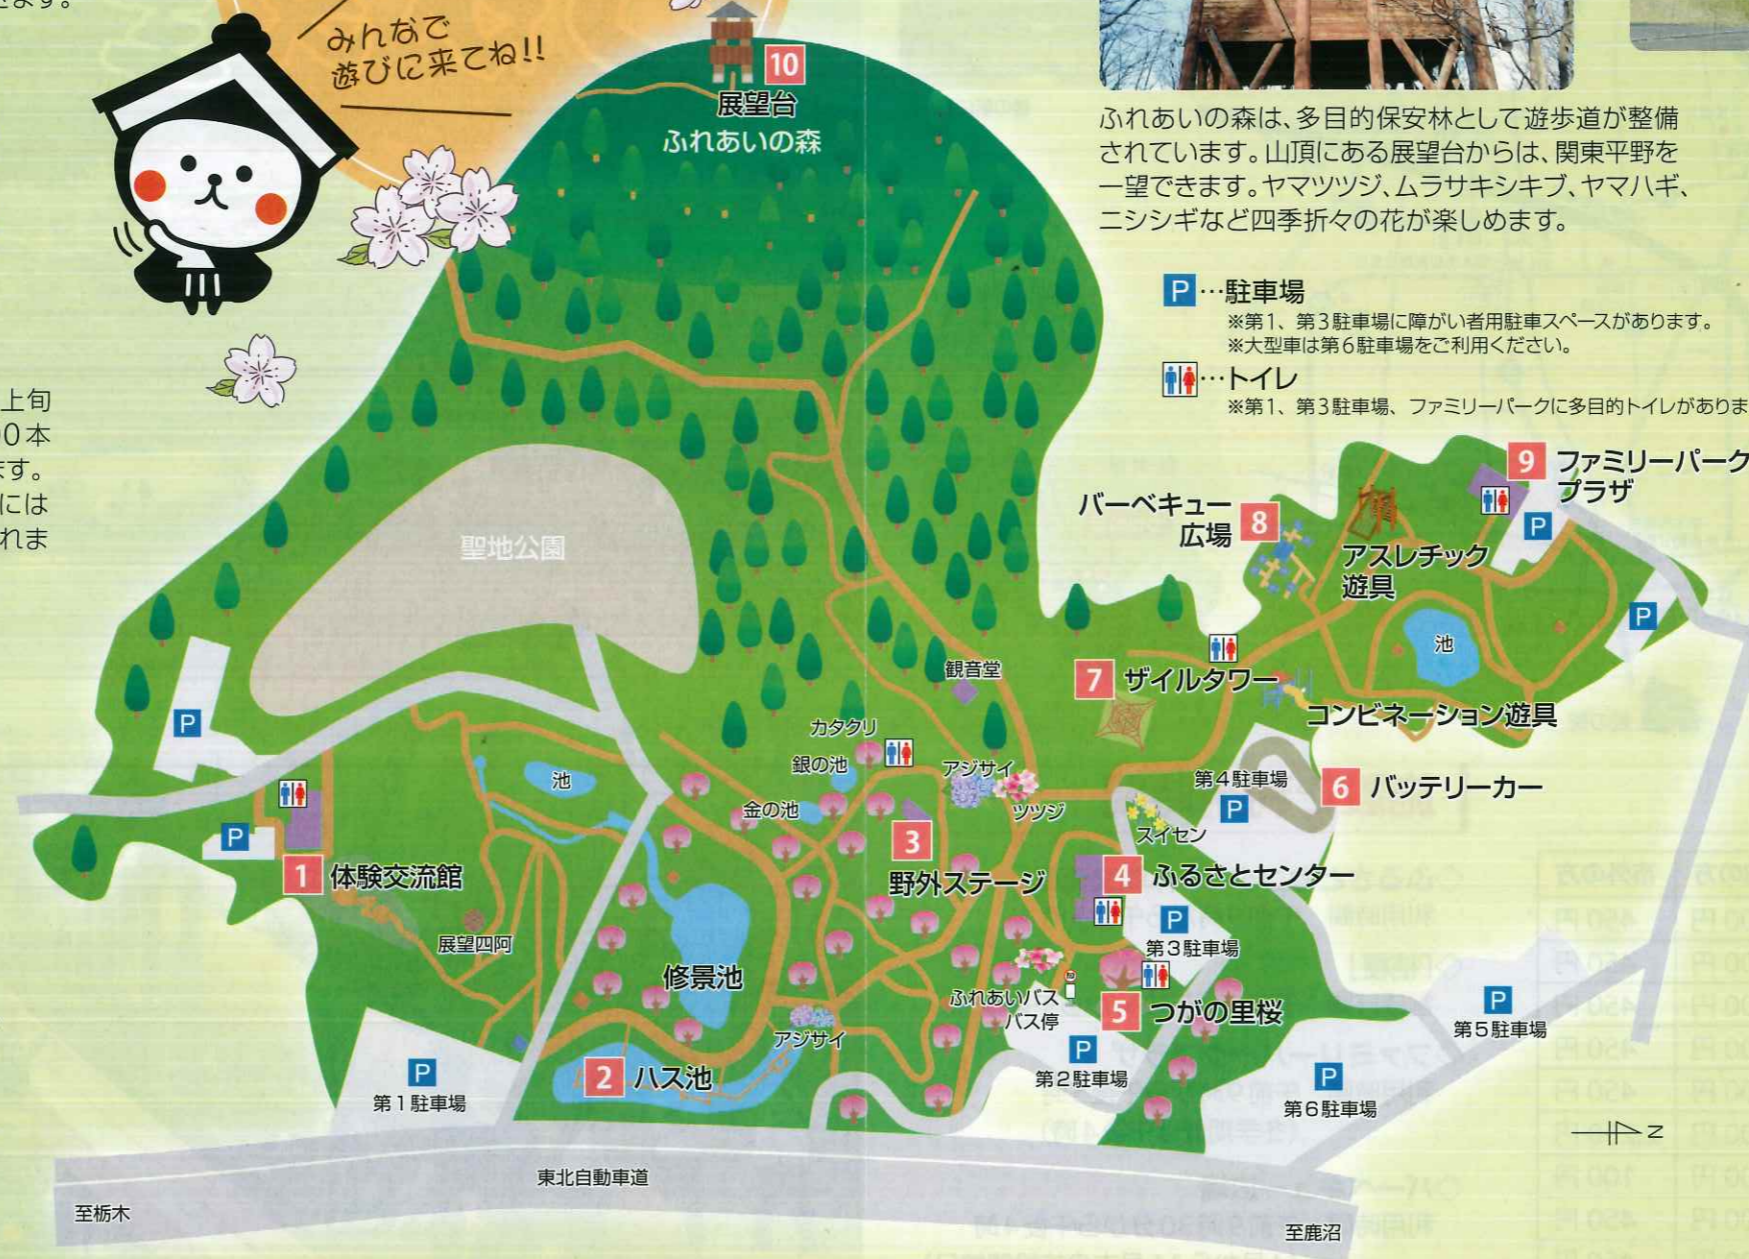 ます。
みんなで
遊びに来てね!!
10
展望台
ふれあいの森
ふれあいの森は、多目的保安林として遊歩道が整備
されています。山頂にある展望台からは、関東平野を
一望できます。ヤマツツジ、ムラサキシキブ、ヤマハギ、
ニシシギなど四季折々の花が楽しめます。
P…駐車場
※第1、第3駐車場に障がい者用駐車スペースがあります。
※大型車は第6駐車場をご利用ください。
…トイレ
※第1、第3駐車場、ファミリーパークに多目的トイレがありま
上旬
0本
ます。
には
れま
聖地公園
9 ファミリーパーク
プラザ
P
バーベキュー
広場
8
アスレチック
遊具
P
池
観音堂
7 ザイルタワー
コンビネーション遊具
P
カタクリ
銀の池
アジサイ
池
金の池
ツツジ
第4駐車場
P
6 バッテリーカー
スイセン
P
3
野外ステージ
1 体験交流館
4 ふるさとセンター
P
第3駐車場
展望四阿
修景池
ふれあいバス
バス停
5 つがの里桜
アジサイ
P
第5駐車場
P
第2駐車場
2 ハス池
P
第1駐車場
P
第6駐車場
N
東北自動車道
至栃木
至鹿沼